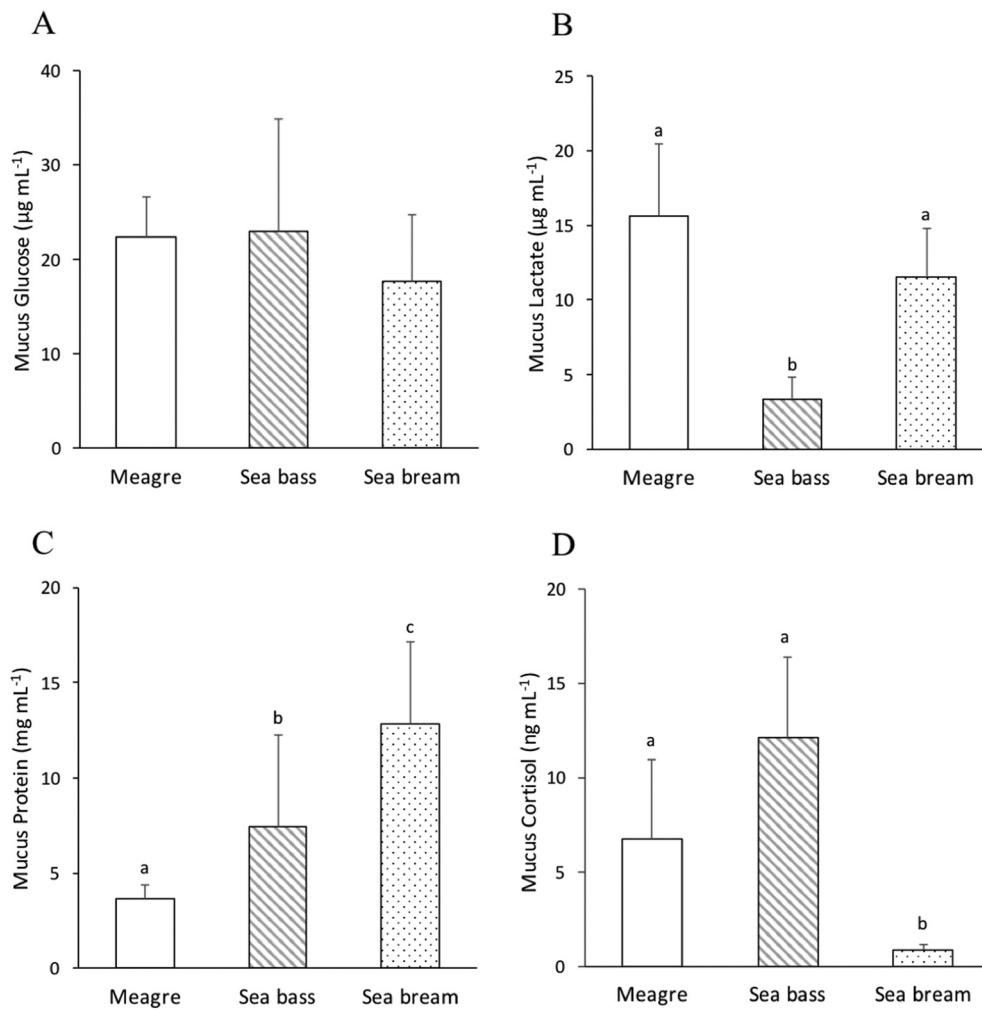 A
Mucus Glucose (µg mL⁻¹)
40
30
20
10
0
Meagre Sea bass Sea bream
B
Mucus Lactate (µg mL⁻¹)
25
20
15
10
5
0
a
b
a
Meagre Sea bass Sea bream
C
Mucus Protein (mg mL⁻¹)
20
15
10
5
0
a
b
c
Meagre Sea bass Sea bream
D
Mucus Cortisol (ng mL⁻¹)
20
15
10
5
0
a
a
b
Meagre Sea bass Sea bream